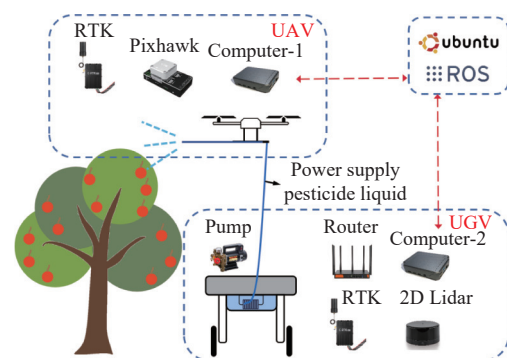 UAV
RTK
Pixhawk
Computer-1
ubuntu
ROS
Power supply
pesticide liquid
UGV
Pump
Router
Computer-2
RTK
2D Lidar